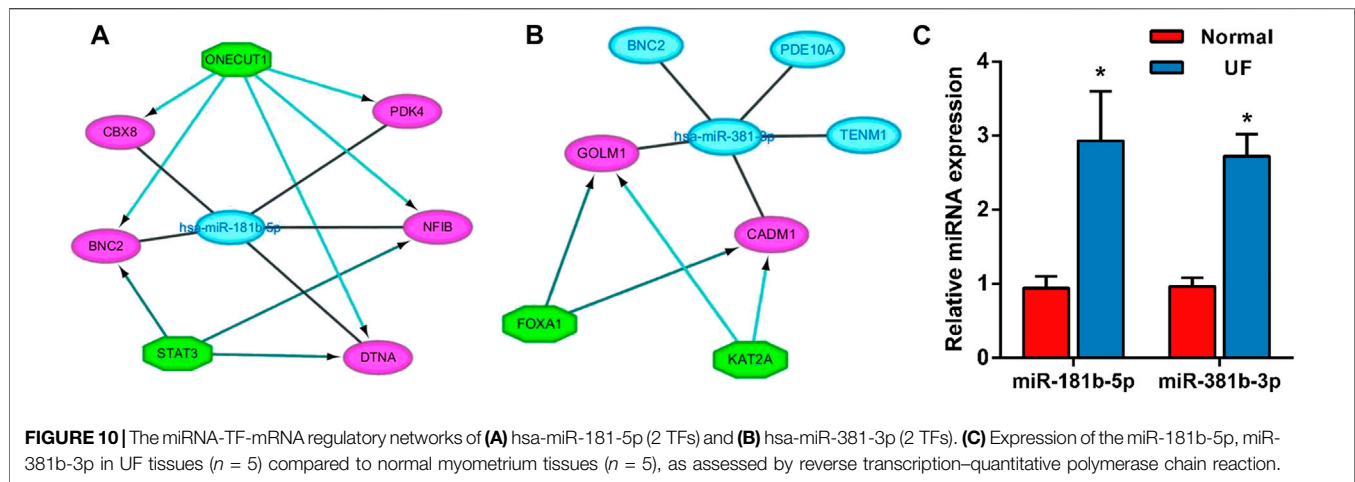 A
ONECUT1
CBX8
PDK4
hsa-miR-181b-5p
BNC2
NFIB
STAT3
DTNA
B
BNC2
PDE10A
hsa-miR-381-3p
TENM1
GOLM1
CADM1
FOXA1
KAT2A
C
Normal
UF
Relative miRNA expression
4
3
2
1
0
*
*
miR-181b-5p
miR-381b-3p
FIGURE 10 | The miRNA-TF-mRNA regulatory networks of (A) hsa-miR-181-5p (2 TFs) and (B) hsa-miR-381-3p (2 TFs). (C) Expression of the miR-181b-5p, miR-
381b-3p in UF tissues (n = 5) compared to normal myometrium tissues (n = 5), as assessed by reverse transcription–quantitative polymerase chain reaction.